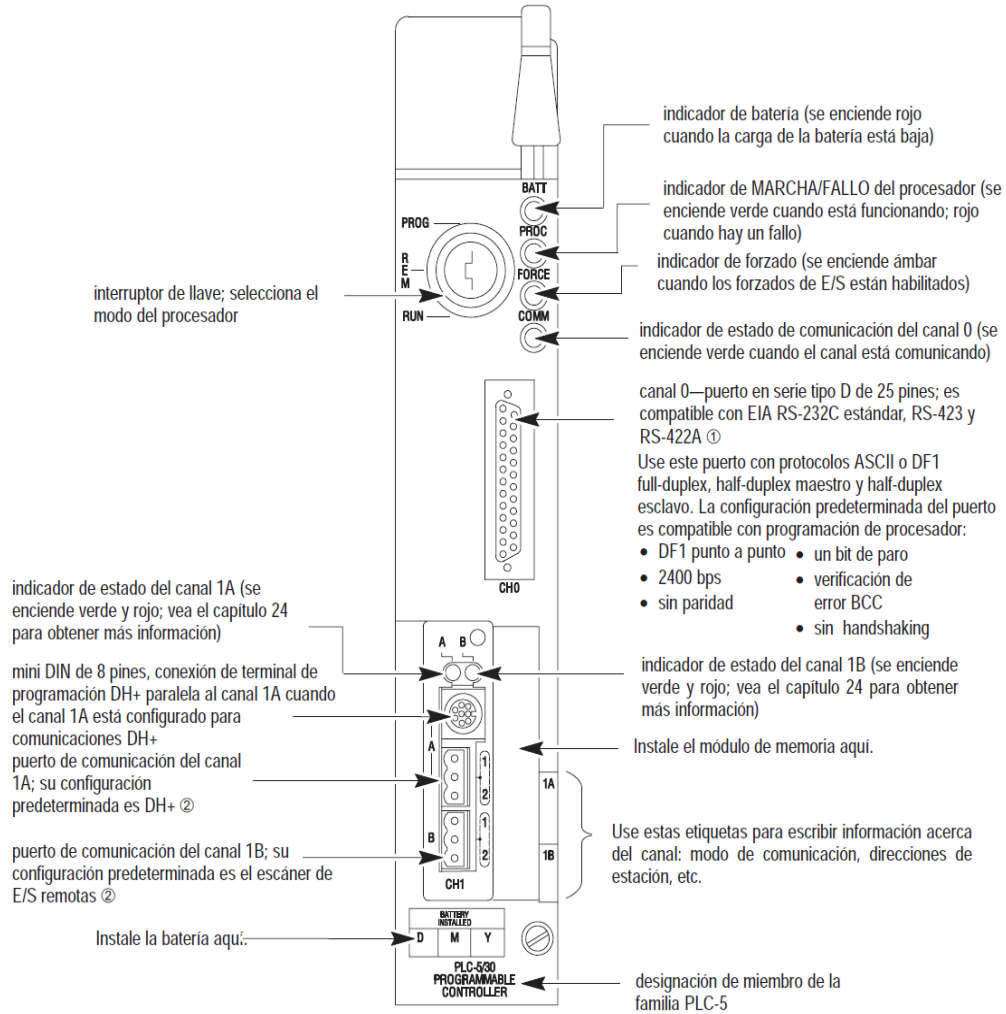 indicador de batería (se enciende rojo
cuando la carga de la batería está baja)
BATT
indicador de MARCHA/FALLO del procesador (se
enciende verde cuando está funcionando; rojo
cuando hay un fallo)
PROG
PROC
REM
FORCE
indicador de forzado (se enciende ámbar
cuando los forzados de E/S están habilitados)
interruptor de llave; selecciona el
modo del procesador
RUN
COMM
indicador de estado de comunicación del canal 0 (se
enciende verde cuando el canal está comunicando)
canal 0—puerto en serie tipo D de 25 pines; es
compatible con EIA RS-232C estándar, RS-423 y
RS-422A ①
Use este puerto con protocolos ASCII o DF1
full-duplex, half-duplex maestro y half-duplex
esclavo. La configuración predeterminada del puerto
es compatible con programación de procesador:
• DF1 punto a punto
• 2400 bps
• sin paridad
• un bit de paro
• verificación de
error BCC
• sin handshaking
CH0
indicador de estado del canal 1A (se
enciende verde y rojo; vea el capítulo 24
para obtener más información)
A B
indicador de estado del canal 1B (se enciende
verde y rojo; vea el capítulo 24 para obtener
más información)
mini DIN de 8 pines, conexión de terminal de
programación DH+ paralela al canal 1A cuando
el canal 1A está configurado para
comunicaciones DH+
puerto de comunicación del canal
1A; su configuración
predeterminada es DH+ ②
A
1
2
Instale el módulo de memoria aquí.
1A
B
1
2
1B
Use estas etiquetas para escribir información acerca
del canal: modo de comunicación, direcciones de
estación, etc.
puerto de comunicación del canal 1B; su
configuración predeterminada es el escáner de
E/S remotas ②
CH1
BATTERY
INSTALLED
D M Y
Instale la batería aquí.
PLC-5/30
PROGRAMMABLE
CONTROLLER
designación de miembro de la
familia PLC-5